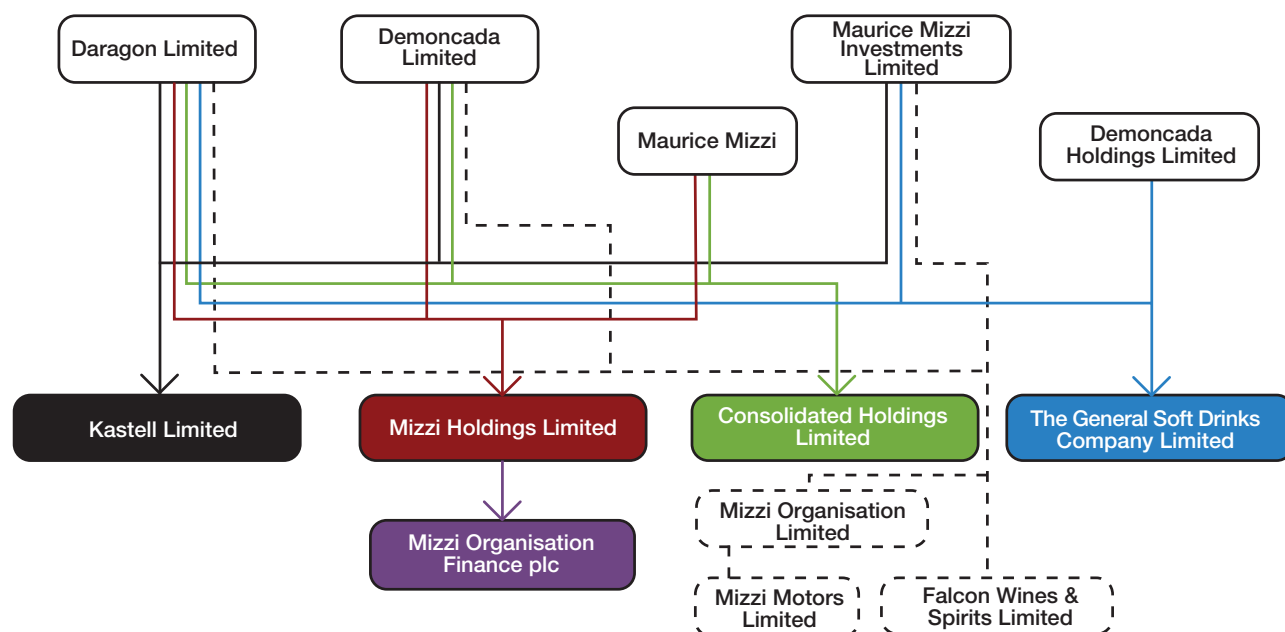 Daragon Limited
Demoncada
Limited
Maurice Mizzi
Investments
Limited
Maurice Mizzi
Demoncada
Holdings Limited
Kastell Limited
Mizzi Holdings Limited
Consolidated Holdings
Limited
The General Soft Drinks
Company Limited
Mizzi Organisation
Finance plc
Mizzi Organisation
Limited
Mizzi Motors
Limited
Falcon Wines &
Spirits Limited